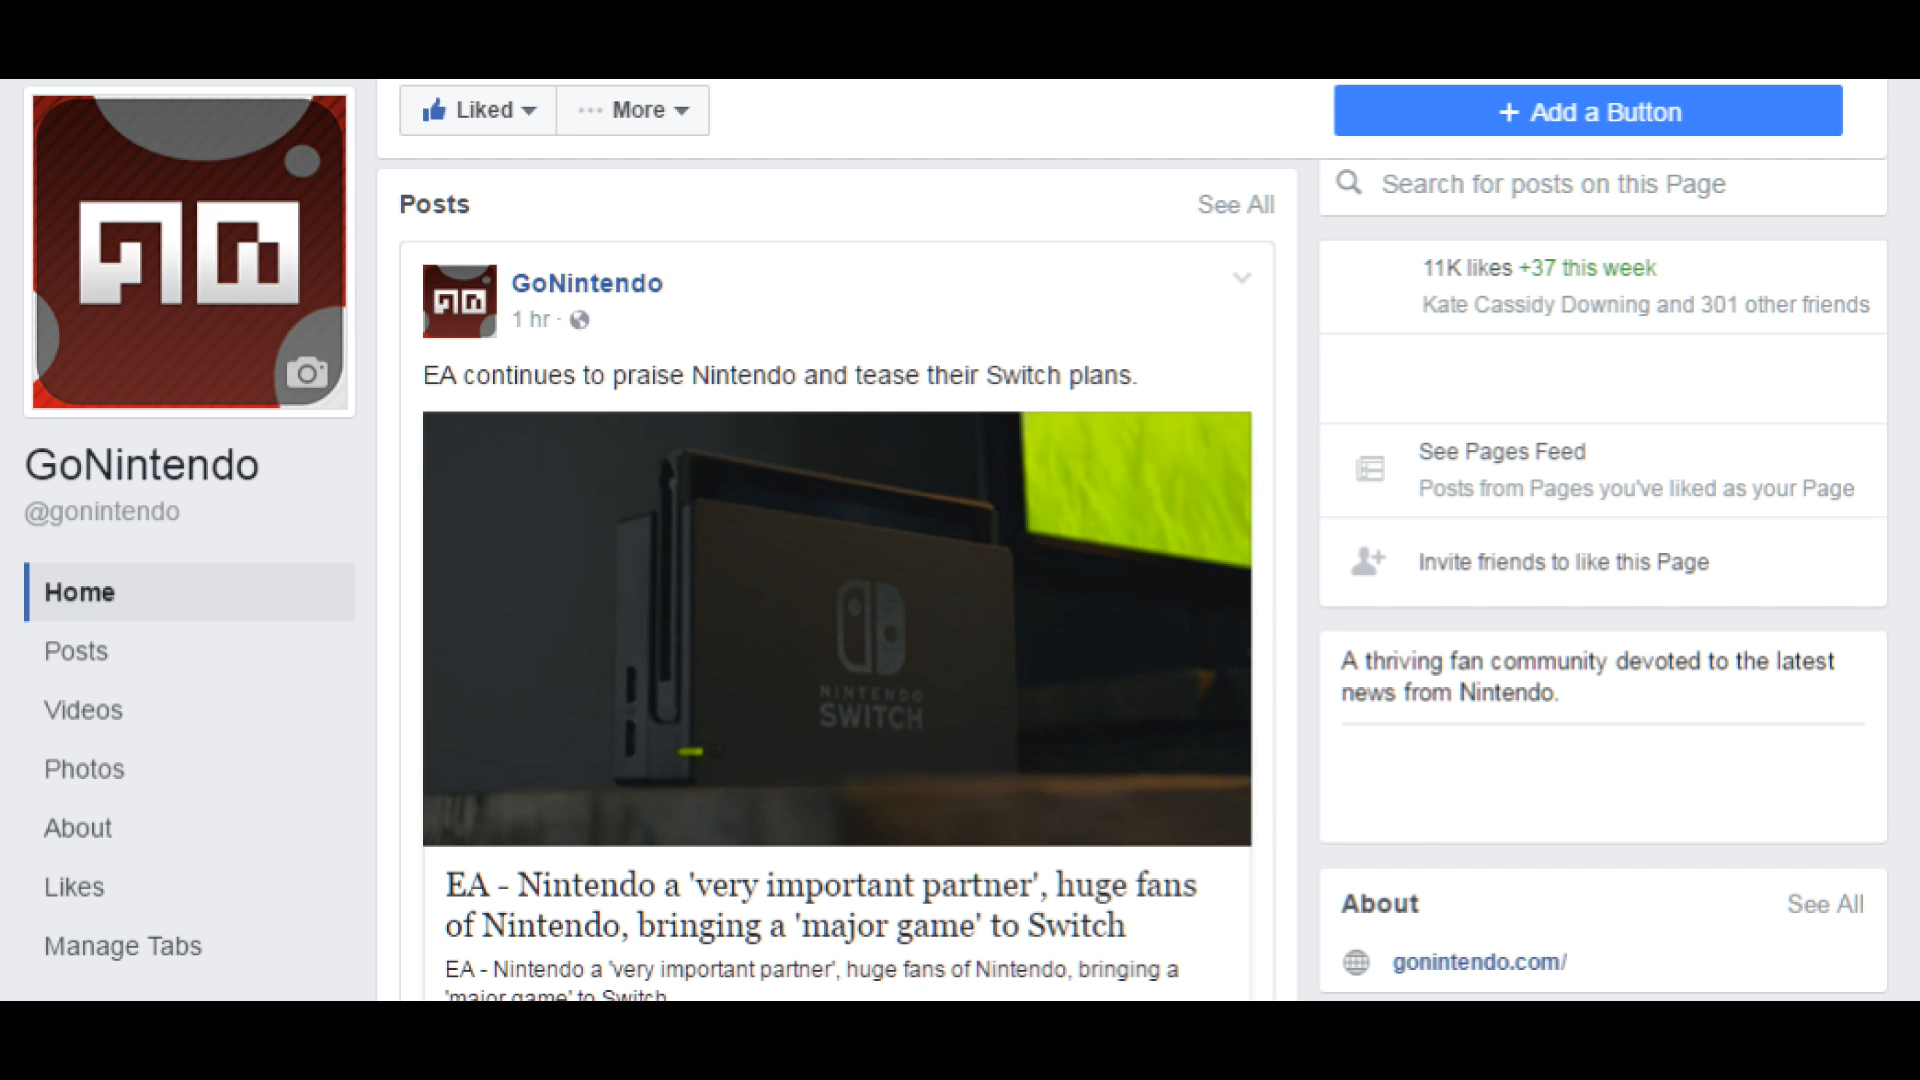 Liked
More
+ Add a Button
Posts
See All
Search for posts on this Page
GoNintendo
1 hr ·
11K likes +37 this week
Kate Cassidy Downing and 301 other friends
EA continues to praise Nintendo and tease their Switch plans.
GoNintendo
@gonintendo
See Pages Feed
Posts from Pages you've liked as your Page
Invite friends to like this Page
Home
Posts
Videos
Photos
About
Likes
Manage Tabs
NINTENDO
SWITCH
A thriving fan community devoted to the latest
news from Nintendo.
EA - Nintendo a 'very important partner', huge fans
of Nintendo, bringing a 'major game' to Switch
EA - Nintendo a 'very important partner', huge fans of Nintendo, bringing a
'major game' to Switch
About
See All
gonintendo.com/